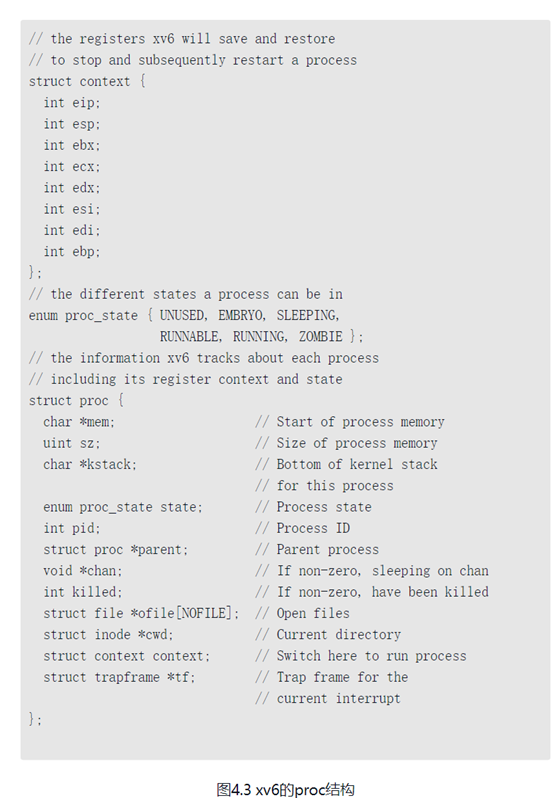 // the registers xv6 will save and restore
// to stop and subsequently restart a process
struct context {
  int eip;
  int esp;
  int ebx;
  int ecx;
  int edx;
  int esi;
  int edi;
  int ebp;
};
// the different states a process can be in
enum proc_state { UNUSED, EMBRYO, SLEEPING,
                  RUNNABLE, RUNNING, ZOMBIE };
// the information xv6 tracks about each process
// including its register context and state
struct proc {
  char *mem;                   // Start of process memory
  uint sz;                     // Size of process memory
  char *kstack;                // Bottom of kernel stack
                               // for this process
  enum proc_state state;       // Process state
  int pid;                     // Process ID
  struct proc *parent;         // Parent process
  void *chan;                  // If non-zero, sleeping on chan
  int killed;                  // If non-zero, have been killed
  struct file *ofile[NOFILE];  // Open files
  struct inode *cwd;           // Current directory
  struct context context;      // Switch here to run process
  struct trapframe *tf;        // Trap frame for the
                               // current interrupt
};
图4.3 xv6的proc结构